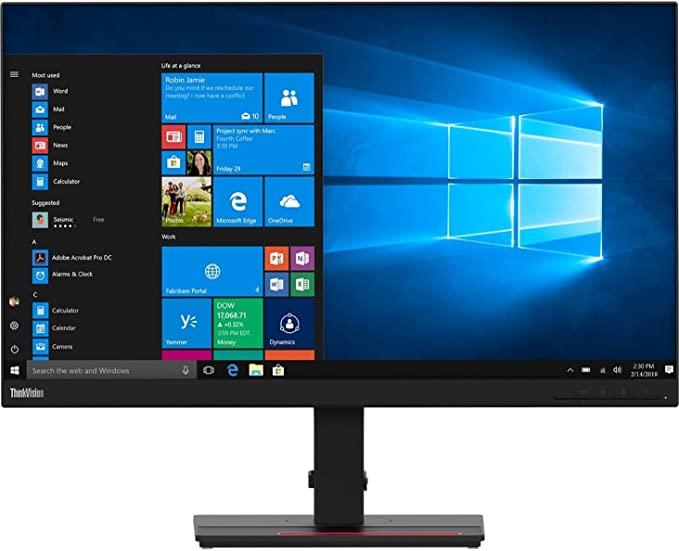 Life at a glance
Most used
Word
Mail
People
News
Maps
Calculator
Suggested
Seismic Free
A
Adobe Acrobat Pro DC
Alarms & Clock
C
Calculator
Calendar
Camera
Robin Jamie
Do you mind if we reschedule our
meeting? I now have a conflict.
Mail 10
People
Project sync with Marc
Fourth Coffee
3:30 PM
Friday 29
Photos
Microsoft Edge
OneDrive
Work
Fabrikam Portal 4
Yammer
DOW
17,068.71
▲ +0.32%
3:59 PM EDT
Money
Dynamics
Search the web and Windows
2:30 PM
2/14/2018
ThinkVision